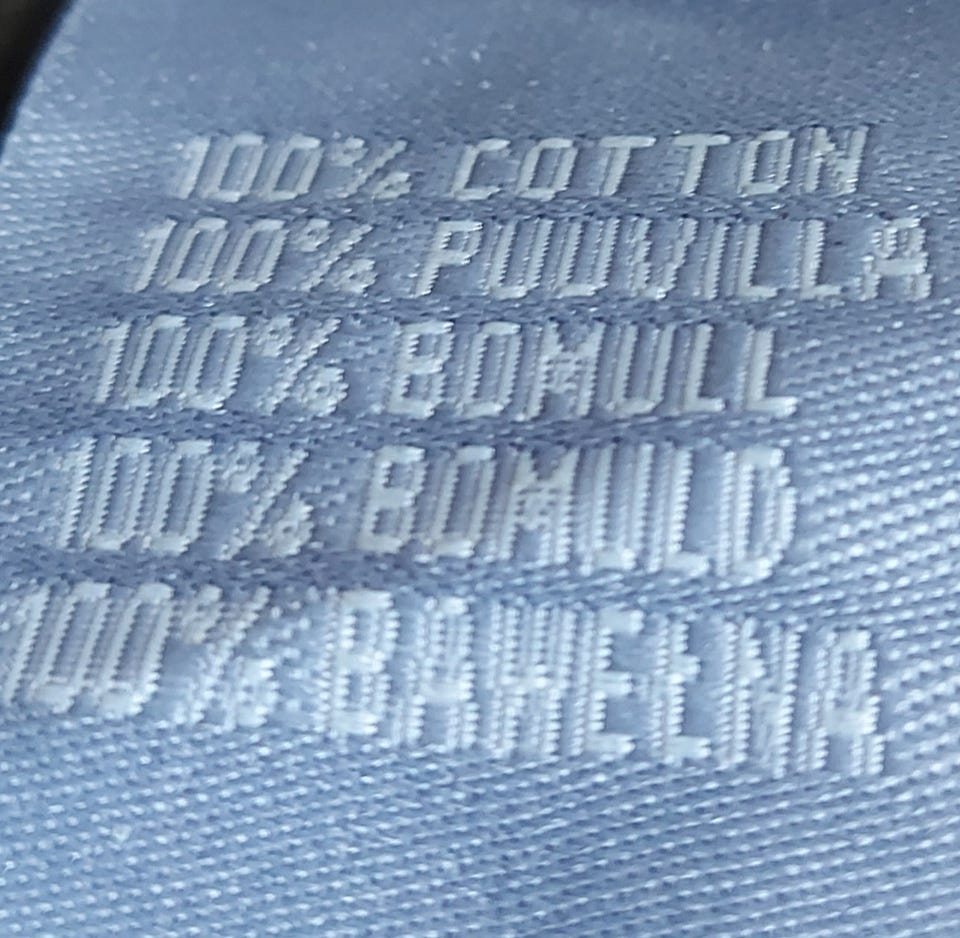 100% COTTON
100% PUUVILLA
100% BOMULL
100% BOMULD
100% BAWEŁNA